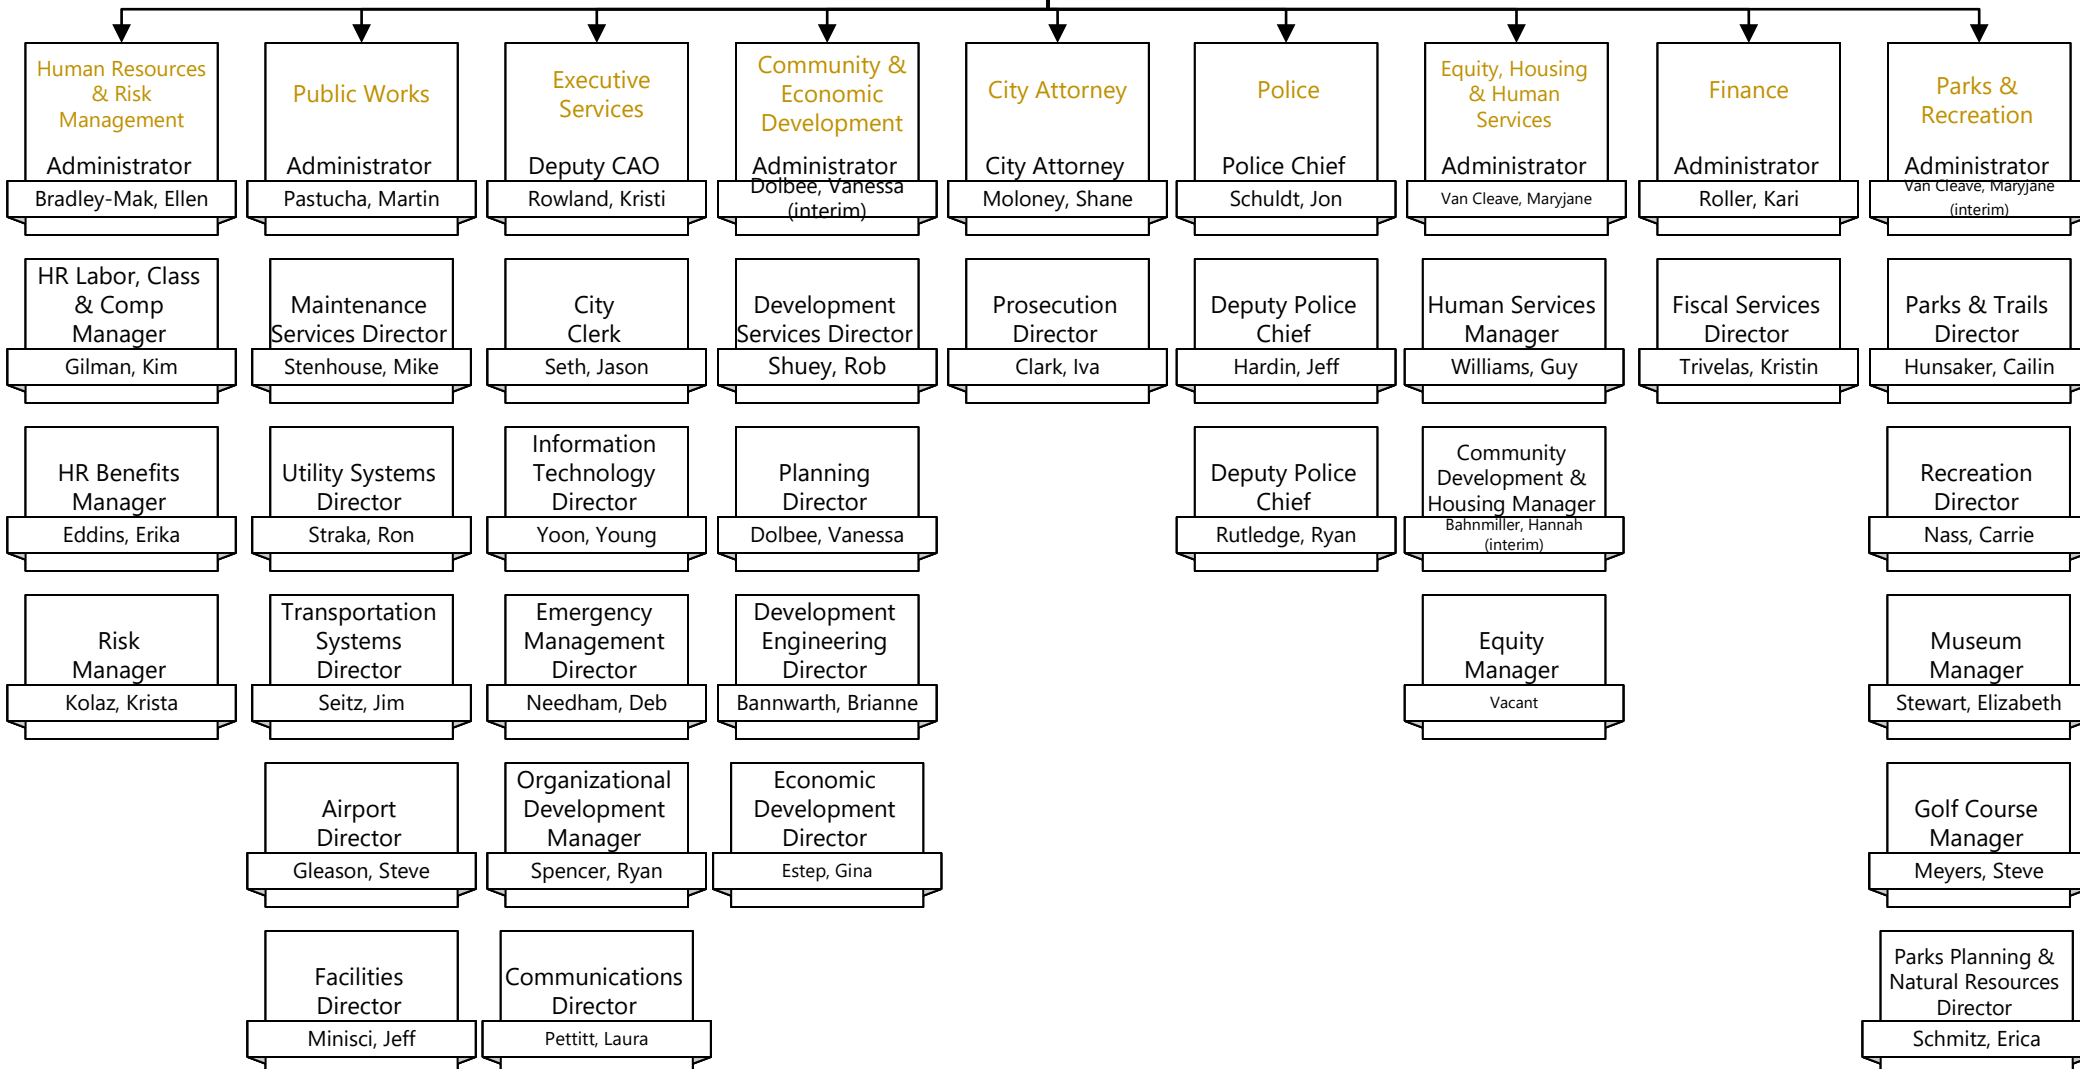 Human Resources
& Risk
Management
Administrator
Bradley-Mak, Ellen
HR Labor, Class
& Comp
Manager
Gilman, Kim
HR Benefits
Manager
Eddins, Erika
Risk
Manager
Kolaz, Krista
Public Works
Administrator
Pastucha, Martin
Maintenance
Services Director
Stenhouse, Mike
Utility Systems
Director
Straka, Ron
Transportation
Systems
Director
Seitz, Jim
Airport
Director
Gleason, Steve
Facilities
Director
Minisci, Jeff
Executive
Services
Deputy CAO
Rowland, Kristi
City
Clerk
Seth, Jason
Information
Technology
Director
Yoon, Young
Emergency
Management
Director
Needham, Deb
Organizational
Development
Manager
Spencer, Ryan
Communications
Director
Pettitt, Laura
Community &
Economic
Development
Administrator
Dolbee, Vanessa
(interim)
Development
Services Director
Shuey, Rob
Planning
Director
Dolbee, Vanessa
Development
Engineering
Director
Bannwarth, Brianne
Economic
Development
Director
Estep, Gina
City Attorney
City Attorney
Moloney, Shane
Prosecution
Director
Clark, Iva
Police
Police Chief
Schuldt, Jon
Deputy Police
Chief
Hardin, Jeff
Deputy Police
Chief
Rutledge, Ryan
Equity, Housing
& Human
Services
Administrator
Van Cleave, Maryjane
Human Services
Manager
Williams, Guy
Community
Development &
Housing Manager
Bahnmiller, Hannah
(interim)
Equity
Manager
Vacant
Finance
Administrator
Roller, Kari
Fiscal Services
Director
Trivelas, Kristin
Parks &
Recreation
Administrator
Van Cleave, Maryjane
(interim)
Parks & Trails
Director
Hunsaker, Cailin
Recreation
Director
Nass, Carrie
Museum
Manager
Stewart, Elizabeth
Golf Course
Manager
Meyers, Steve
Parks Planning &
Natural Resources
Director
Schmitz, Erica